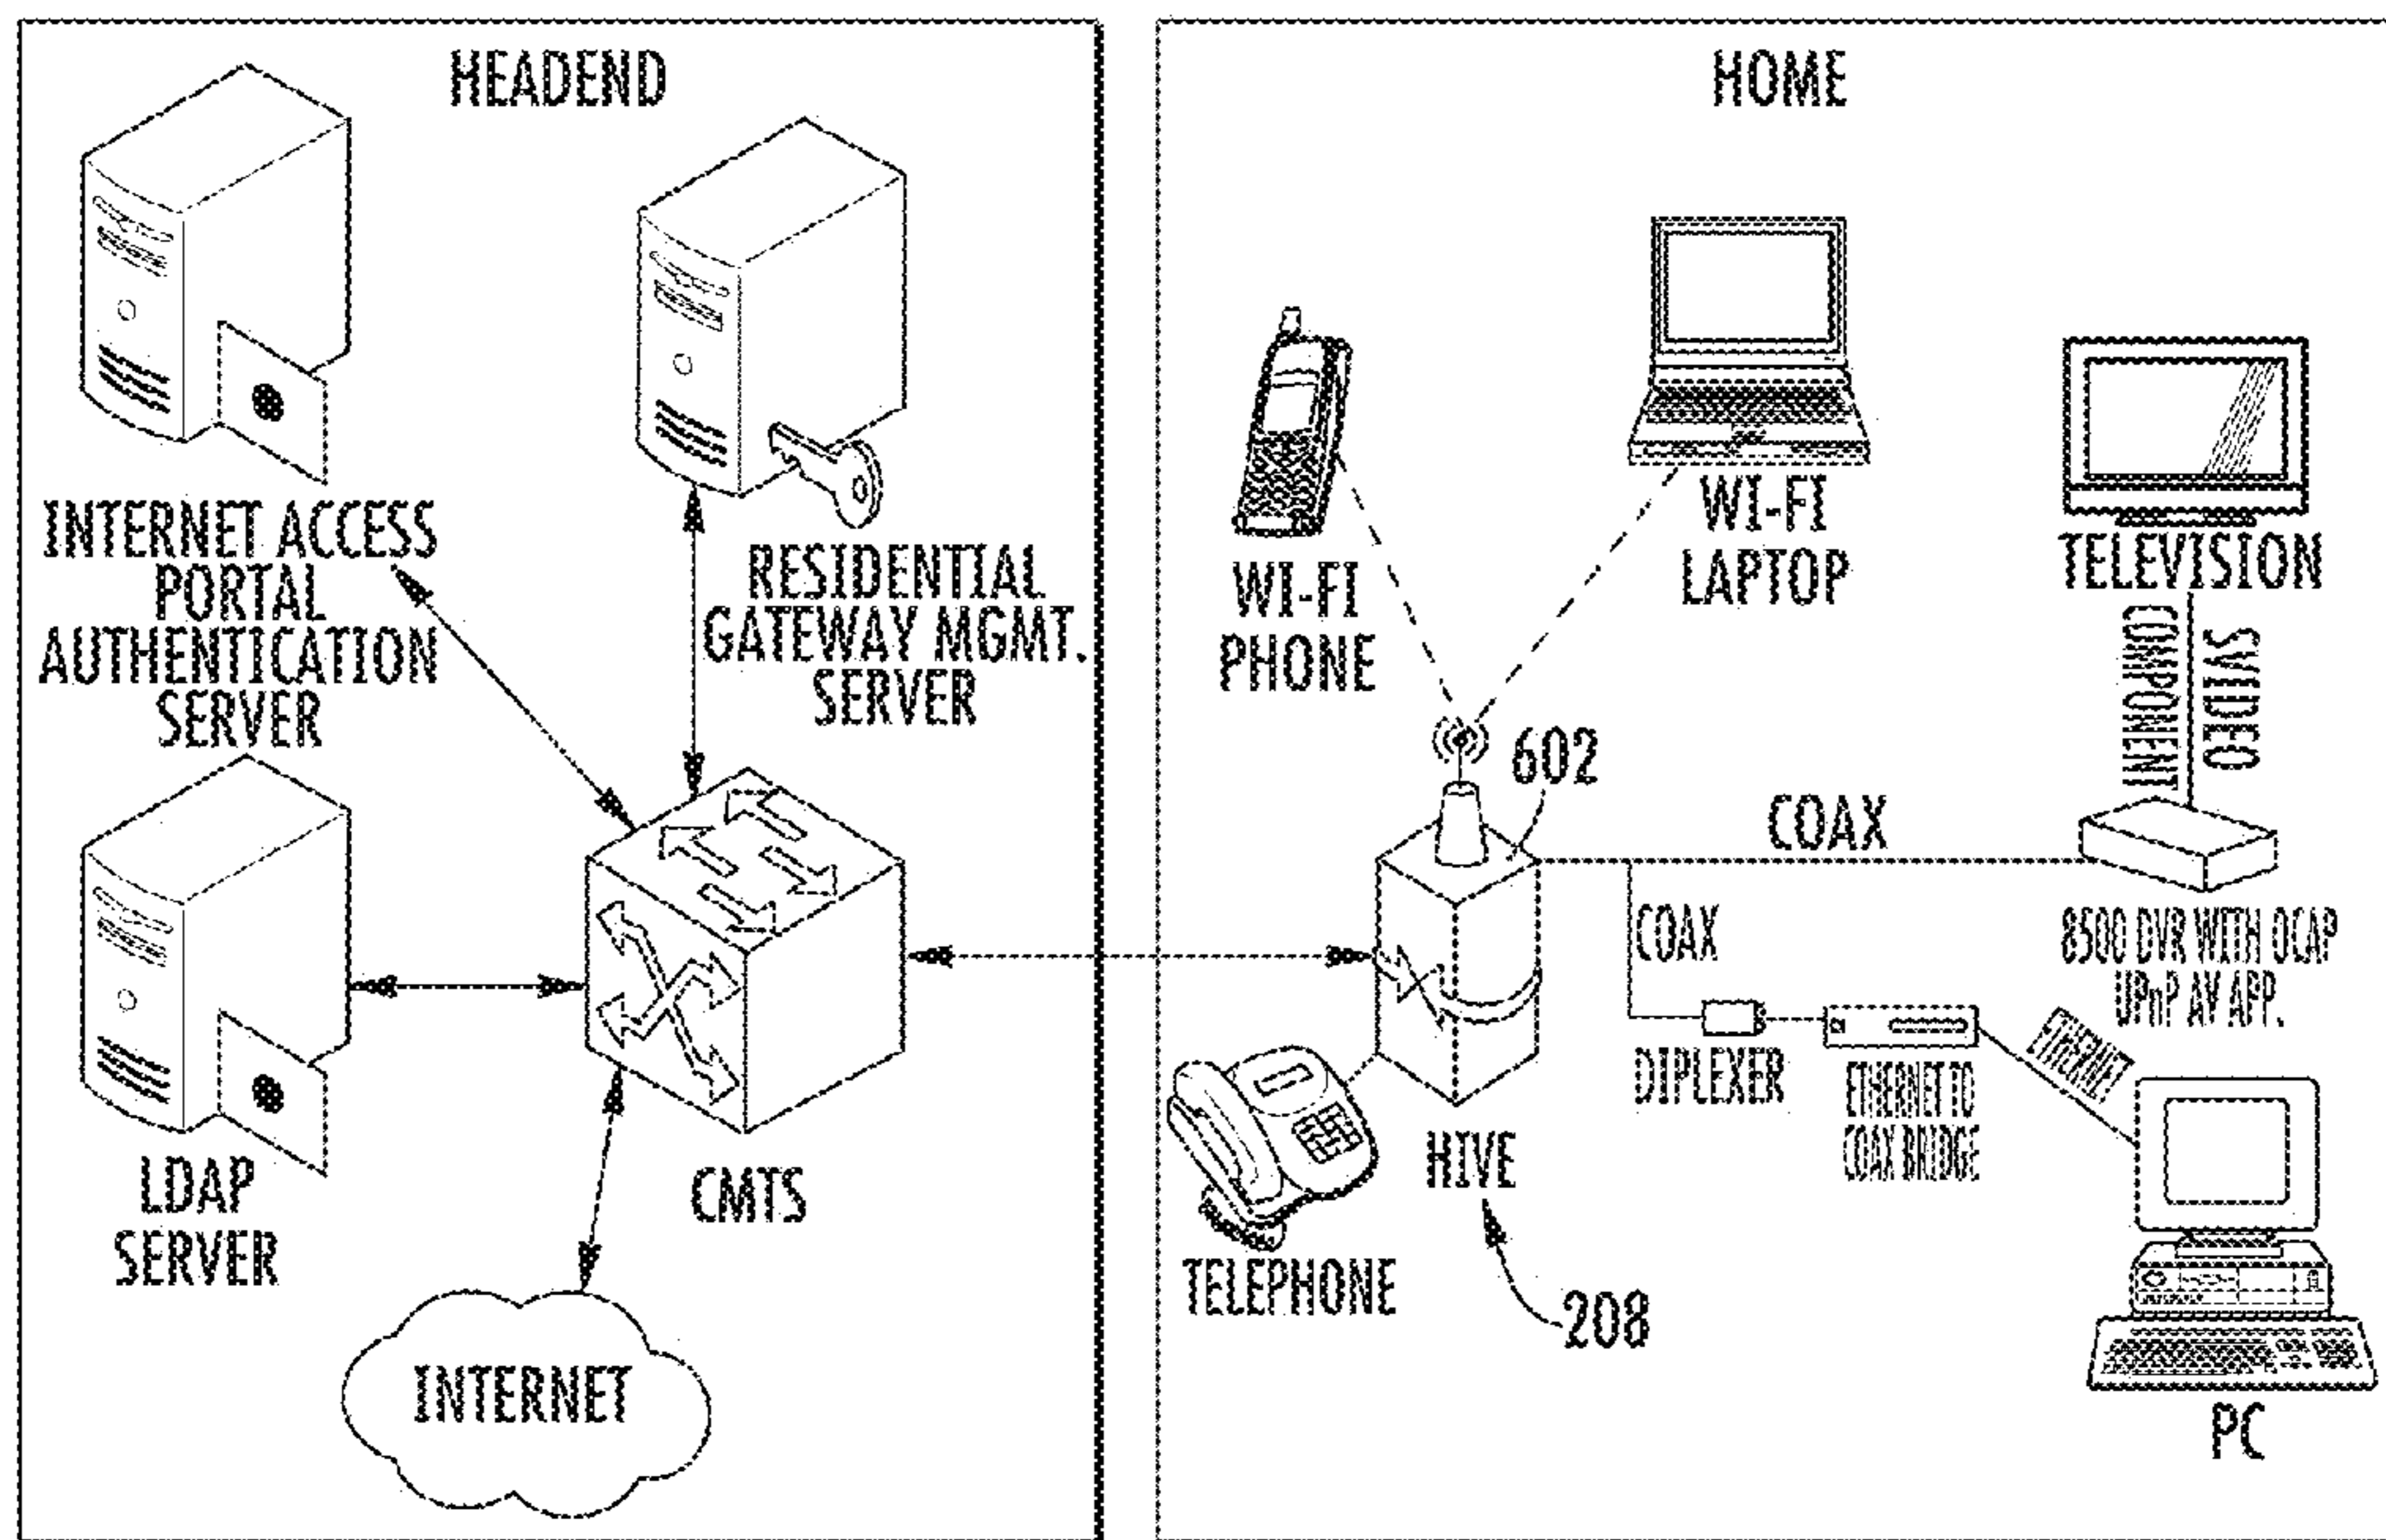 HEADEND
INTERNET ACCESS
PORTAL
AUTHENTICATION
SERVER
RESIDENTIAL
GATEWAY MGMT.
SERVER
LDAP
SERVER
CMTS
INTERNET
HOME
WI-FI
PHONE
WI-FI
LAPTOP
TELEVISION
COMPONENT
SVIDEO
602
COAX
COAX
8500 DVR WITH OCAP
UPnP AV APP.
DIPLEXER
ETHERNET TO
COAX BRIDGE
ETHERNET
HIVE
TELEPHONE
208
PC